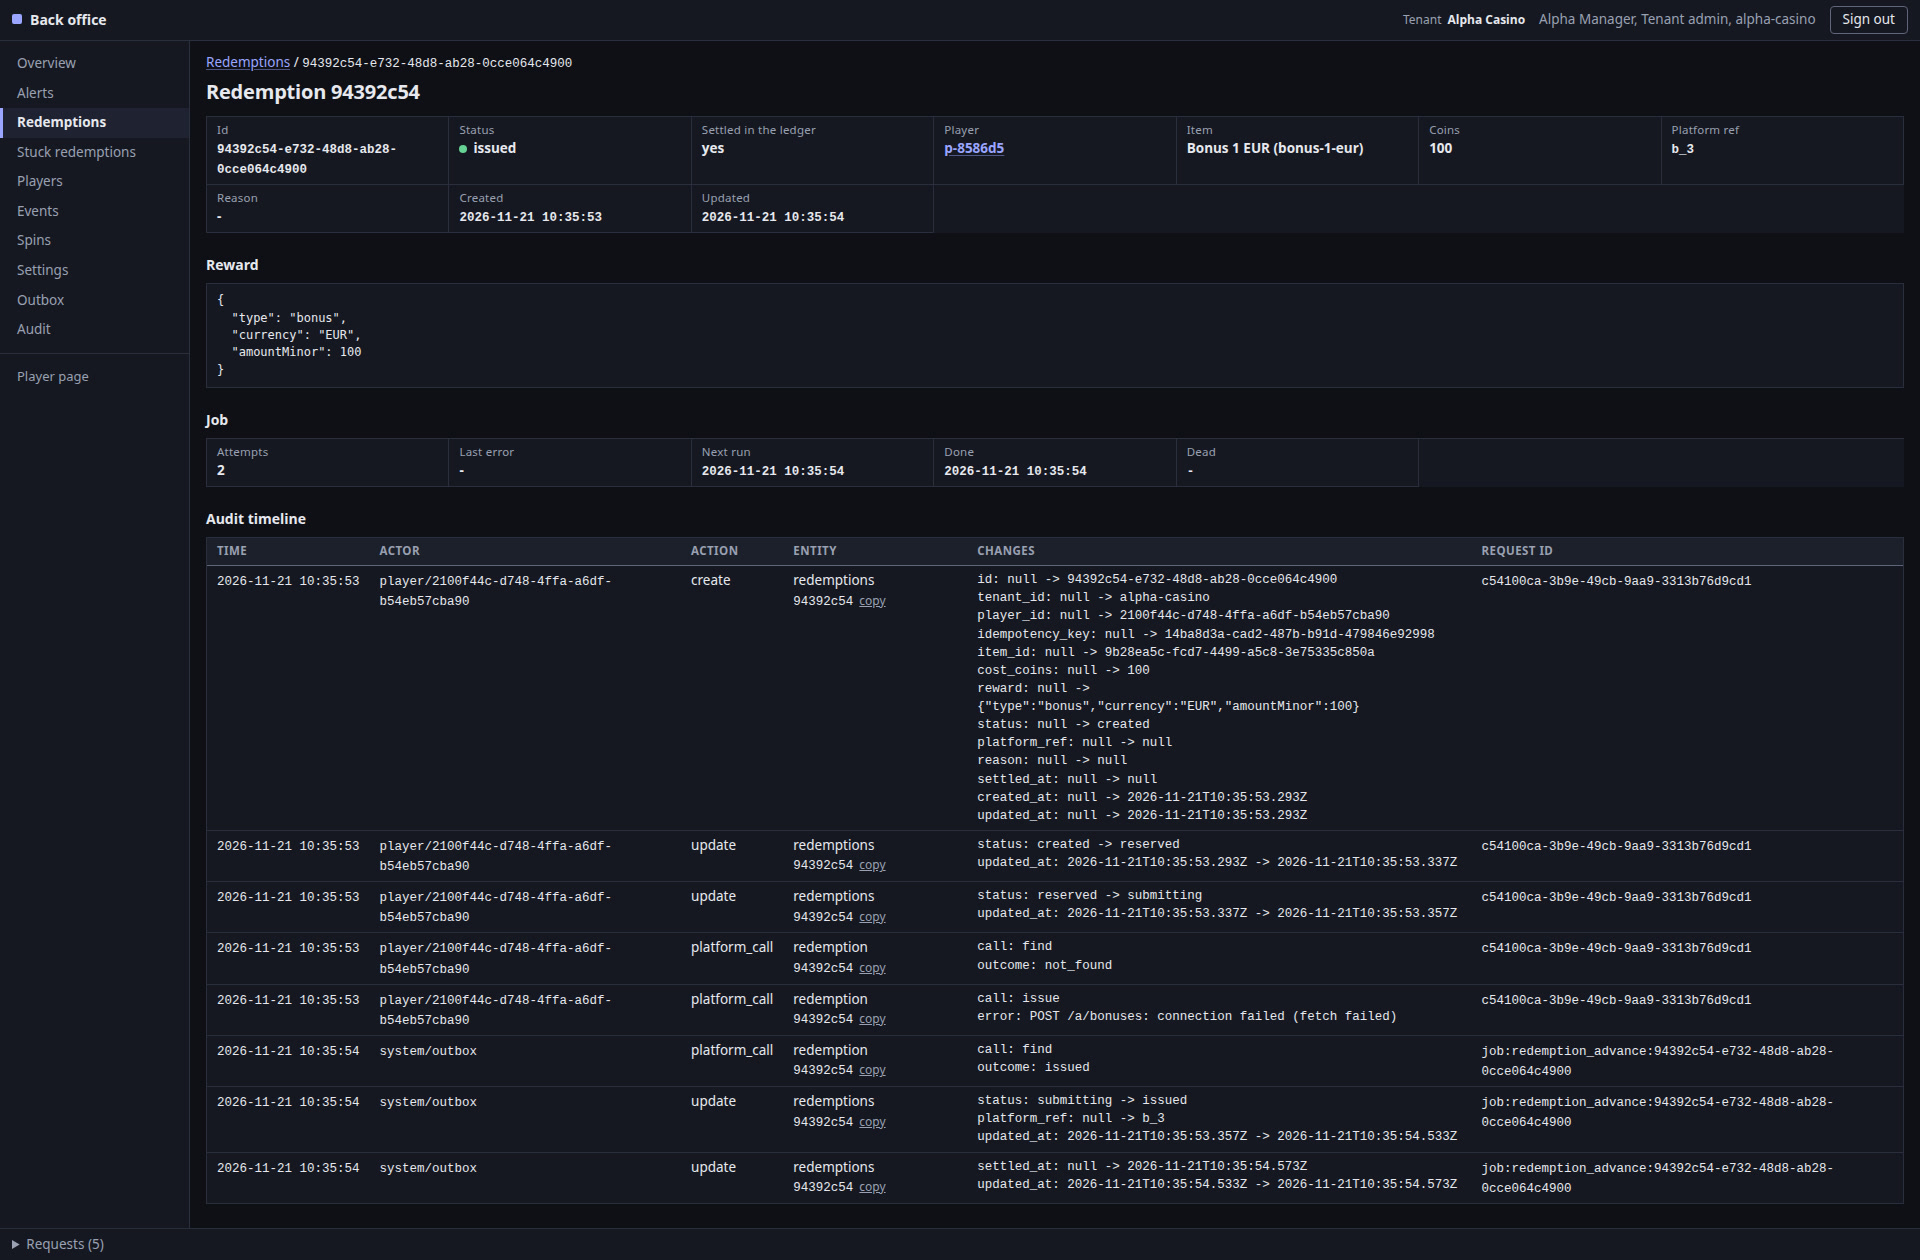 Back office
Tenant Alpha Casino Alpha Manager, Tenant admin, alpha-casino Sign out
Overview
Alerts
Redemptions
Stuck redemptions
Players
Events
Spins
Settings
Outbox
Audit
Player page
Redemptions / 94392c54-e732-48d8-ab28-0cce064c4900
Redemption 94392c54
Id
94392c54-e732-48d8-ab28-
0cce064c4900
Status
issued
Settled in the ledger
yes
Player
p-8586d5
Item
Bonus 1 EUR (bonus-1-eur)
Coins
100
Platform ref
b_3
Reason
-
Created
2026-11-21 10:35:53
Updated
2026-11-21 10:35:54
Reward
{
"type": "bonus",
"currency": "EUR",
"amountMinor": 100
}
Job
Attempts
2
Last error
-
Next run
2026-11-21 10:35:54
Done
2026-11-21 10:35:54
Dead
-
Audit timeline
TIME ACTOR ACTION ENTITY CHANGES REQUEST ID
2026-11-21 10:35:53 player/2100f44c-d748-4ffa-a6df- create redemptions id: null -> 94392c54-e732-48d8-ab28-0cce064c4900 c54100ca-3b9e-49cb-9aa9-3313b76d9cd1
b54eb57cba90 94392c54 copy tenant_id: null -> alpha-casino
player_id: null -> 2100f44c-d748-4ffa-a6df-b54eb57cba90
idempotency_key: null -> 14ba8d3a-cad2-487b-b91d-479846e92998
item_id: null -> 9b28ea5c-fcd7-4499-a5c8-3e75335c850a
cost_coins: null -> 100
reward: null ->
{"type":"bonus","currency":"EUR","amountMinor":100}
status: null -> created
platform_ref: null -> null
reason: null -> null
settled_at: null -> null
created_at: null -> 2026-11-21T10:35:53.293Z
updated_at: null -> 2026-11-21T10:35:53.293Z
2026-11-21 10:35:53 player/2100f44c-d748-4ffa-a6df- update redemptions status: created -> reserved c54100ca-3b9e-49cb-9aa9-3313b76d9cd1
b54eb57cba90 94392c54 copy updated_at: 2026-11-21T10:35:53.293Z -> 2026-11-21T10:35:53.337Z
2026-11-21 10:35:53 player/2100f44c-d748-4ffa-a6df- update redemptions status: reserved -> submitting c54100ca-3b9e-49cb-9aa9-3313b76d9cd1
b54eb57cba90 94392c54 copy updated_at: 2026-11-21T10:35:53.337Z -> 2026-11-21T10:35:53.357Z
2026-11-21 10:35:53 player/2100f44c-d748-4ffa-a6df- platform_call redemption call: find c54100ca-3b9e-49cb-9aa9-3313b76d9cd1
b54eb57cba90 94392c54 copy outcome: not_found
2026-11-21 10:35:53 player/2100f44c-d748-4ffa-a6df- platform_call redemption call: issue c54100ca-3b9e-49cb-9aa9-3313b76d9cd1
b54eb57cba90 94392c54 copy error: POST /a/bonuses: connection failed (fetch failed)
2026-11-21 10:35:54 system/outbox platform_call redemption call: find job:redemption_advance:94392c54-e732-48d8-ab28-
94392c54 copy outcome: issued 0cce064c4900
2026-11-21 10:35:54 system/outbox update redemptions status: submitting -> issued job:redemption_advance:94392c54-e732-48d8-ab28-
94392c54 copy platform_ref: null -> b_3 0cce064c4900
updated_at: 2026-11-21T10:35:53.357Z -> 2026-11-21T10:35:54.533Z
2026-11-21 10:35:54 system/outbox update redemptions settled_at: null -> 2026-11-21T10:35:54.573Z job:redemption_advance:94392c54-e732-48d8-ab28-
94392c54 copy updated_at: 2026-11-21T10:35:54.533Z -> 2026-11-21T10:35:54.573Z 0cce064c4900
Requests (5)